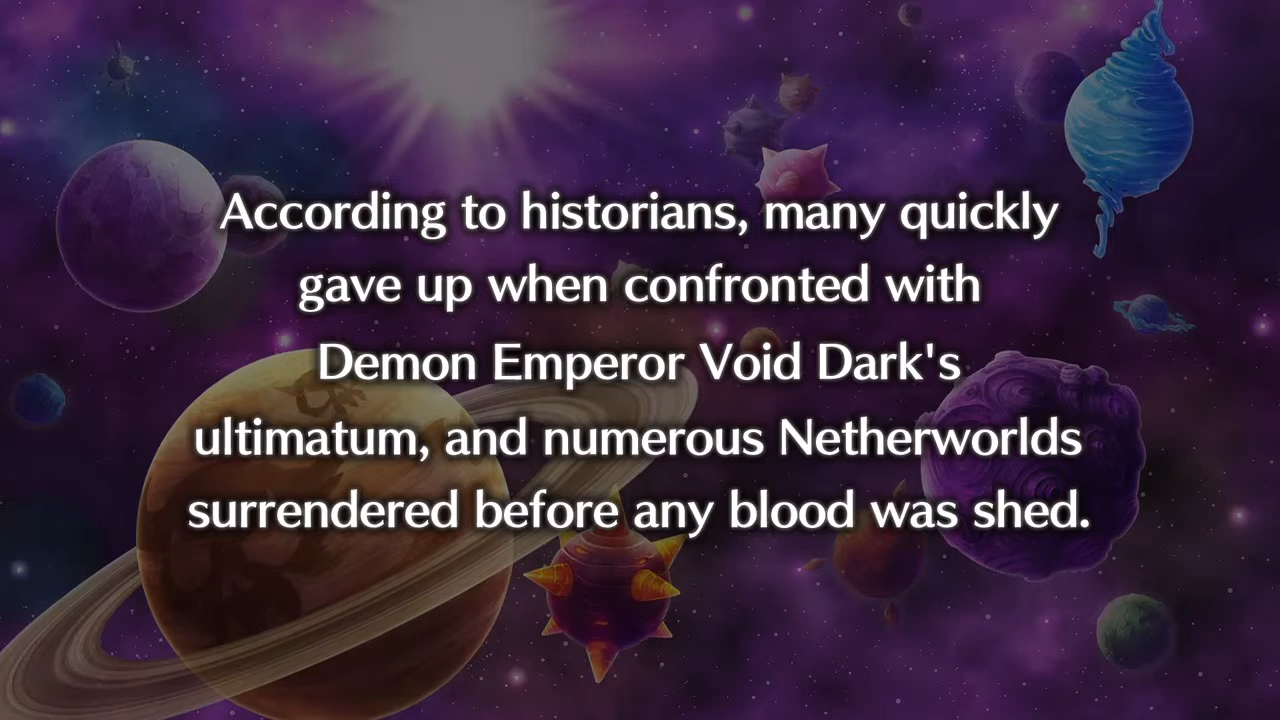 According to historians, many quickly
gave up when confronted with
Demon Emperor Void Dark's
ultimatum, and numerous Netherworlds
surrendered before any blood was shed.